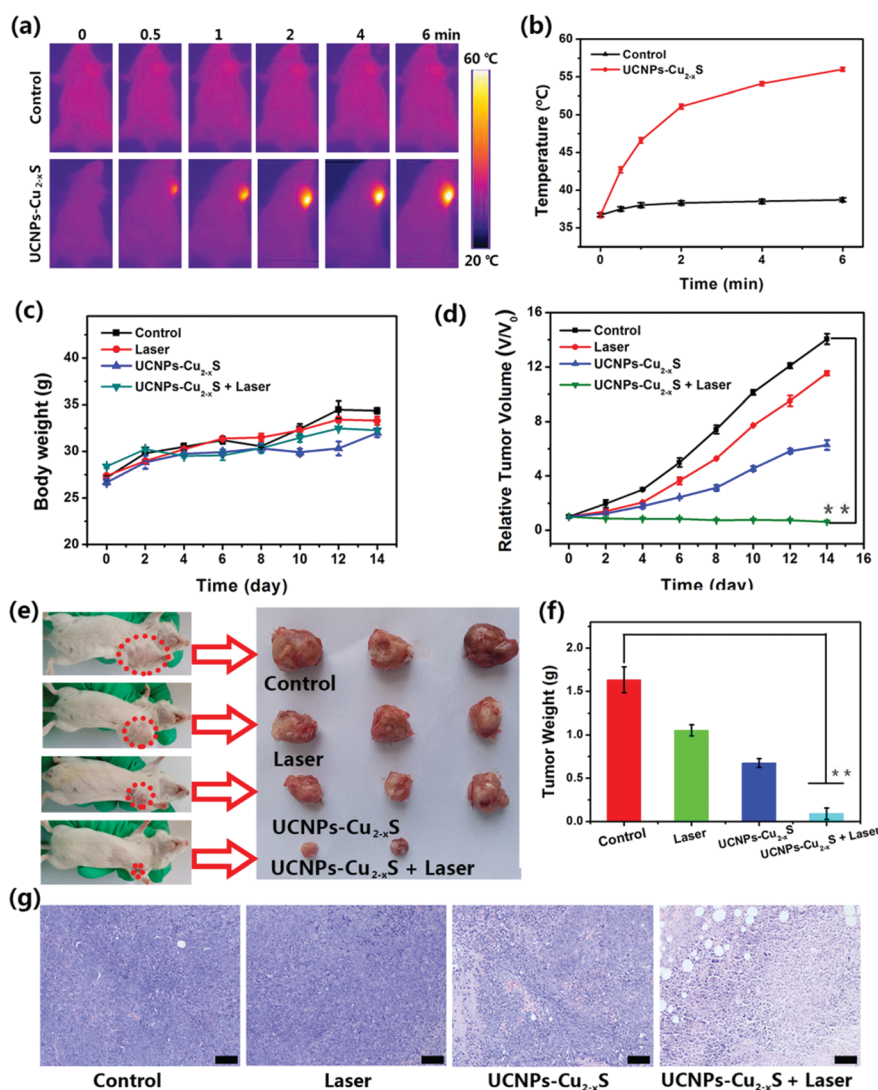 (a)
0 0.5 1 2 4 6 min
Control
UCNPs-Cu₂₋ₓS
60 ℃
20 ℃
(b)
Control
UCNPs-Cu₂₋ₓS
Temperature (°C)
55
50
45
40
35
0 2 4 6
Time (min)
(c)
Control
Laser
UCNPs-Cu₂₋ₓS
UCNPs-Cu₂₋ₓS + Laser
Body weight (g)
40
35
30
25
20
0 2 4 6 8 10 12 14
Time (day)
(d)
Control
Laser
UCNPs-Cu₂₋ₓS
UCNPs-Cu₂₋ₓS + Laser
Relative Tumor Volume (V/V₀)
16
12
8
4
0
* *
0 2 4 6 8 10 12 14 16
Time (day)
(e)
Control
Laser
UCNPs-Cu₂₋ₓS
UCNPs-Cu₂₋ₓS + Laser
(f)
Tumor Weight (g)
2.0
1.5
1.0
0.5
0.0
* *
Control Laser UCNPs-Cu₂₋ₓS UCNPs-Cu₂₋ₓS + Laser
(g)
Control Laser UCNPs-Cu₂₋ₓS UCNPs-Cu₂₋ₓS + Laser